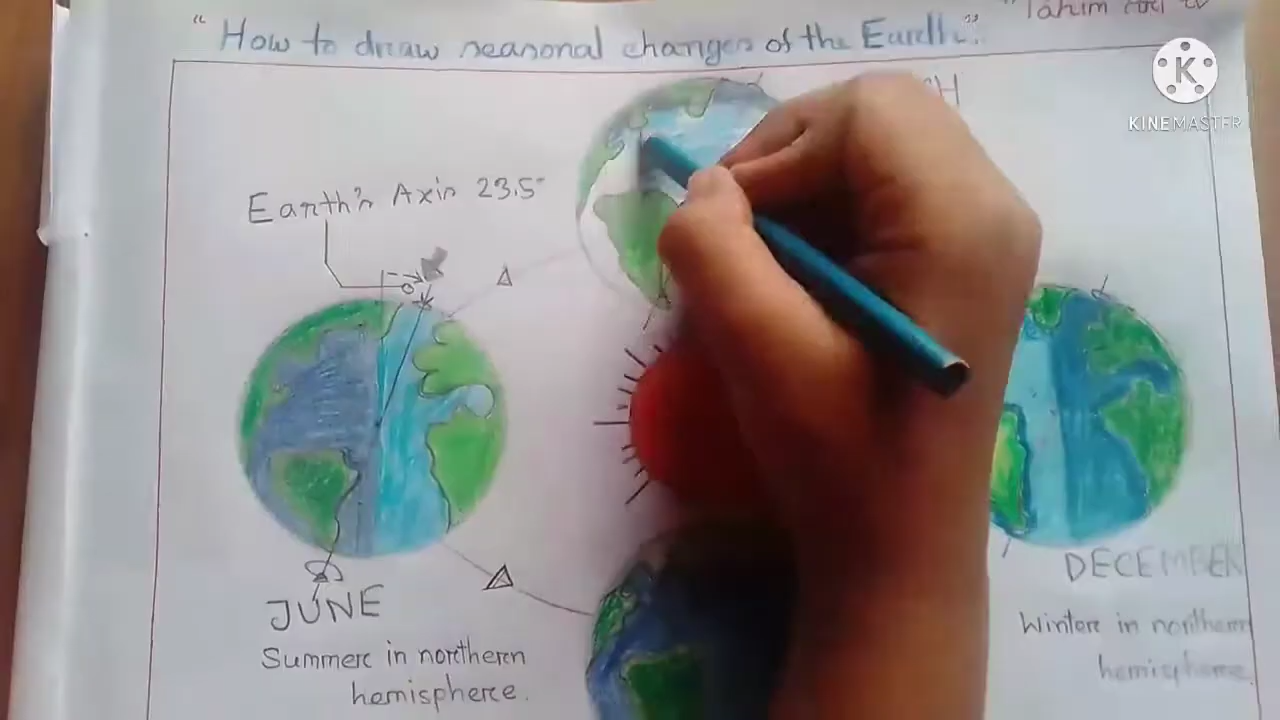 "How to draw seasonal changes of the Earth".
KINEMASTER
Earth's Axis 23.5°
JUNE
Summer in northern
hemisphere.
DECEMBER
Winter in northern
hemisphere.